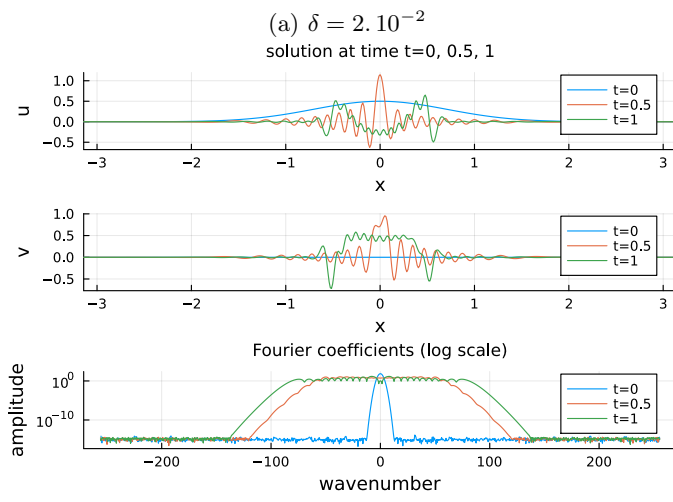 (a) δ = 2. 10⁻²
solution at time t=0, 0.5, 1
u
1.0
0.5
0.0
−0.5
−3
−2
−1
0
1
2
3
x
t=0
t=0.5
t=1
v
1.0
0.5
0.0
−0.5
−3
−2
−1
0
1
2
3
x
t=0
t=0.5
t=1
Fourier coefficients (log scale)
amplitude
10⁰
10⁻¹⁰
−200
−100
0
100
200
wavenumber
t=0
t=0.5
t=1